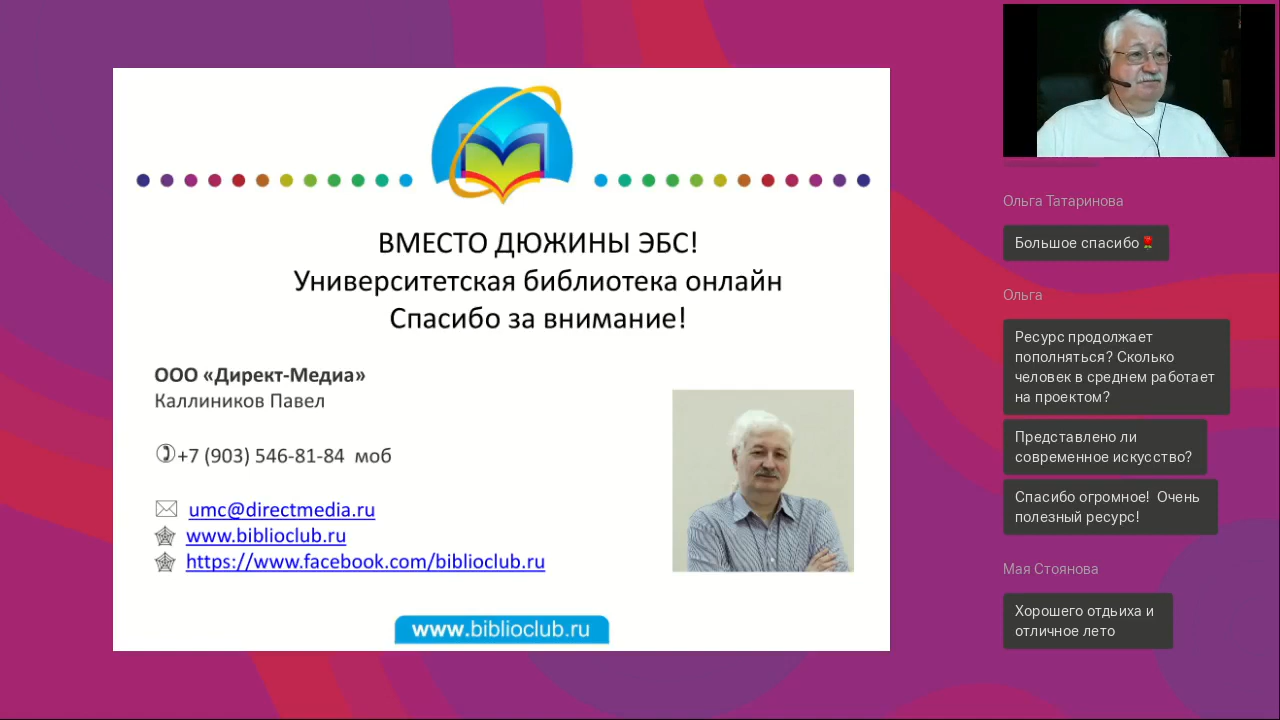 ВМЕСТО ДЮЖИНЫ ЭБС!
Университетская библиотека онлайн
Спасибо за внимание!
ООО «Директ-Медиа»
Каллиников Павел
+7 (903) 546-81-84 моб
umc@directmedia.ru
www.biblioclub.ru
https://www.facebook.com/biblioclub.ru
www.biblioclub.ru
Ольга Татаринова
Большое спасибо
Ольга
Ресурс продолжает
пополняться? Сколько
человек в среднем работает
на проектом?
Представлено ли
современное искусство?
Спасибо огромное! Очень
полезный ресурс!
Мая Стоянова
Хорошего отдьиха и
отличное лето